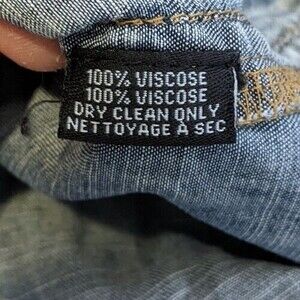 100% VISCOSE
100% VISCOSE
DRY CLEAN ONLY
NETTOYAGE À SEC